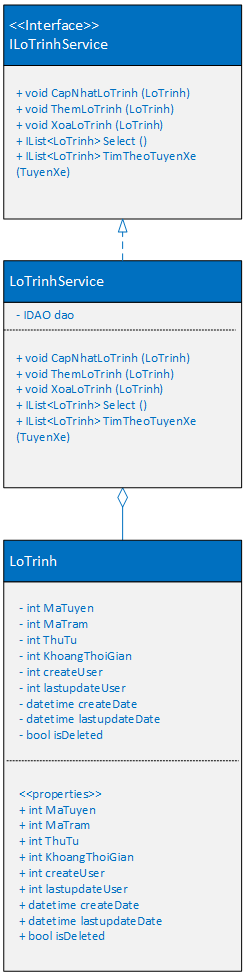 <<Interface>>
ILoTrinhService
+ void CapNhatLoTrinh (LoTrinh)
+ void ThemLoTrinh (LoTrinh)
+ void XoaLoTrinh (LoTrinh)
+ IList<LoTrinh> Select ()
+ IList<LoTrinh> TimTheoTuyenXe
(TuyenXe)
LoTrinhService
- IDAO dao
+ void CapNhatLoTrinh (LoTrinh)
+ void ThemLoTrinh (LoTrinh)
+ void XoaLoTrinh (LoTrinh)
+ IList<LoTrinh> Select ()
+ IList<LoTrinh> TimTheoTuyenXe
(TuyenXe)
LoTrinh
- int MaTuyen
- int MaTram
- int ThuTu
- int KhoangThoiGian
- int createUser
- int lastupdateUser
- datetime createDate
- datetime lastupdateDate
- bool isDeleted
<<properties>>
+ int MaTuyen
+ int MaTram
+ int ThuTu
+ int KhoangThoiGian
+ int createUser
+ int lastupdateUser
+ datetime createDate
+ datetime lastupdateDate
+ bool isDeleted